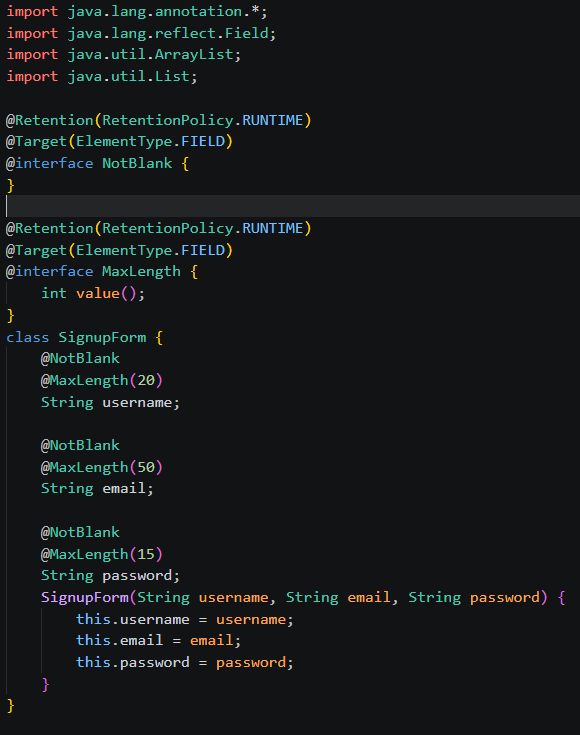 import java.lang.annotation.*;
import java.lang.reflect.Field;
import java.util.ArrayList;
import java.util.List;

@Retention(RetentionPolicy.RUNTIME)
@Target(ElementType.FIELD)
@interface NotBlank {
}

@Retention(RetentionPolicy.RUNTIME)
@Target(ElementType.FIELD)
@interface MaxLength {
    int value();
}
class SignupForm {
    @NotBlank
    @MaxLength(20)
    String username;

    @NotBlank
    @MaxLength(50)
    String email;

    @NotBlank
    @MaxLength(15)
    String password;
    SignupForm(String username, String email, String password) {
        this.username = username;
        this.email = email;
        this.password = password;
    }
}